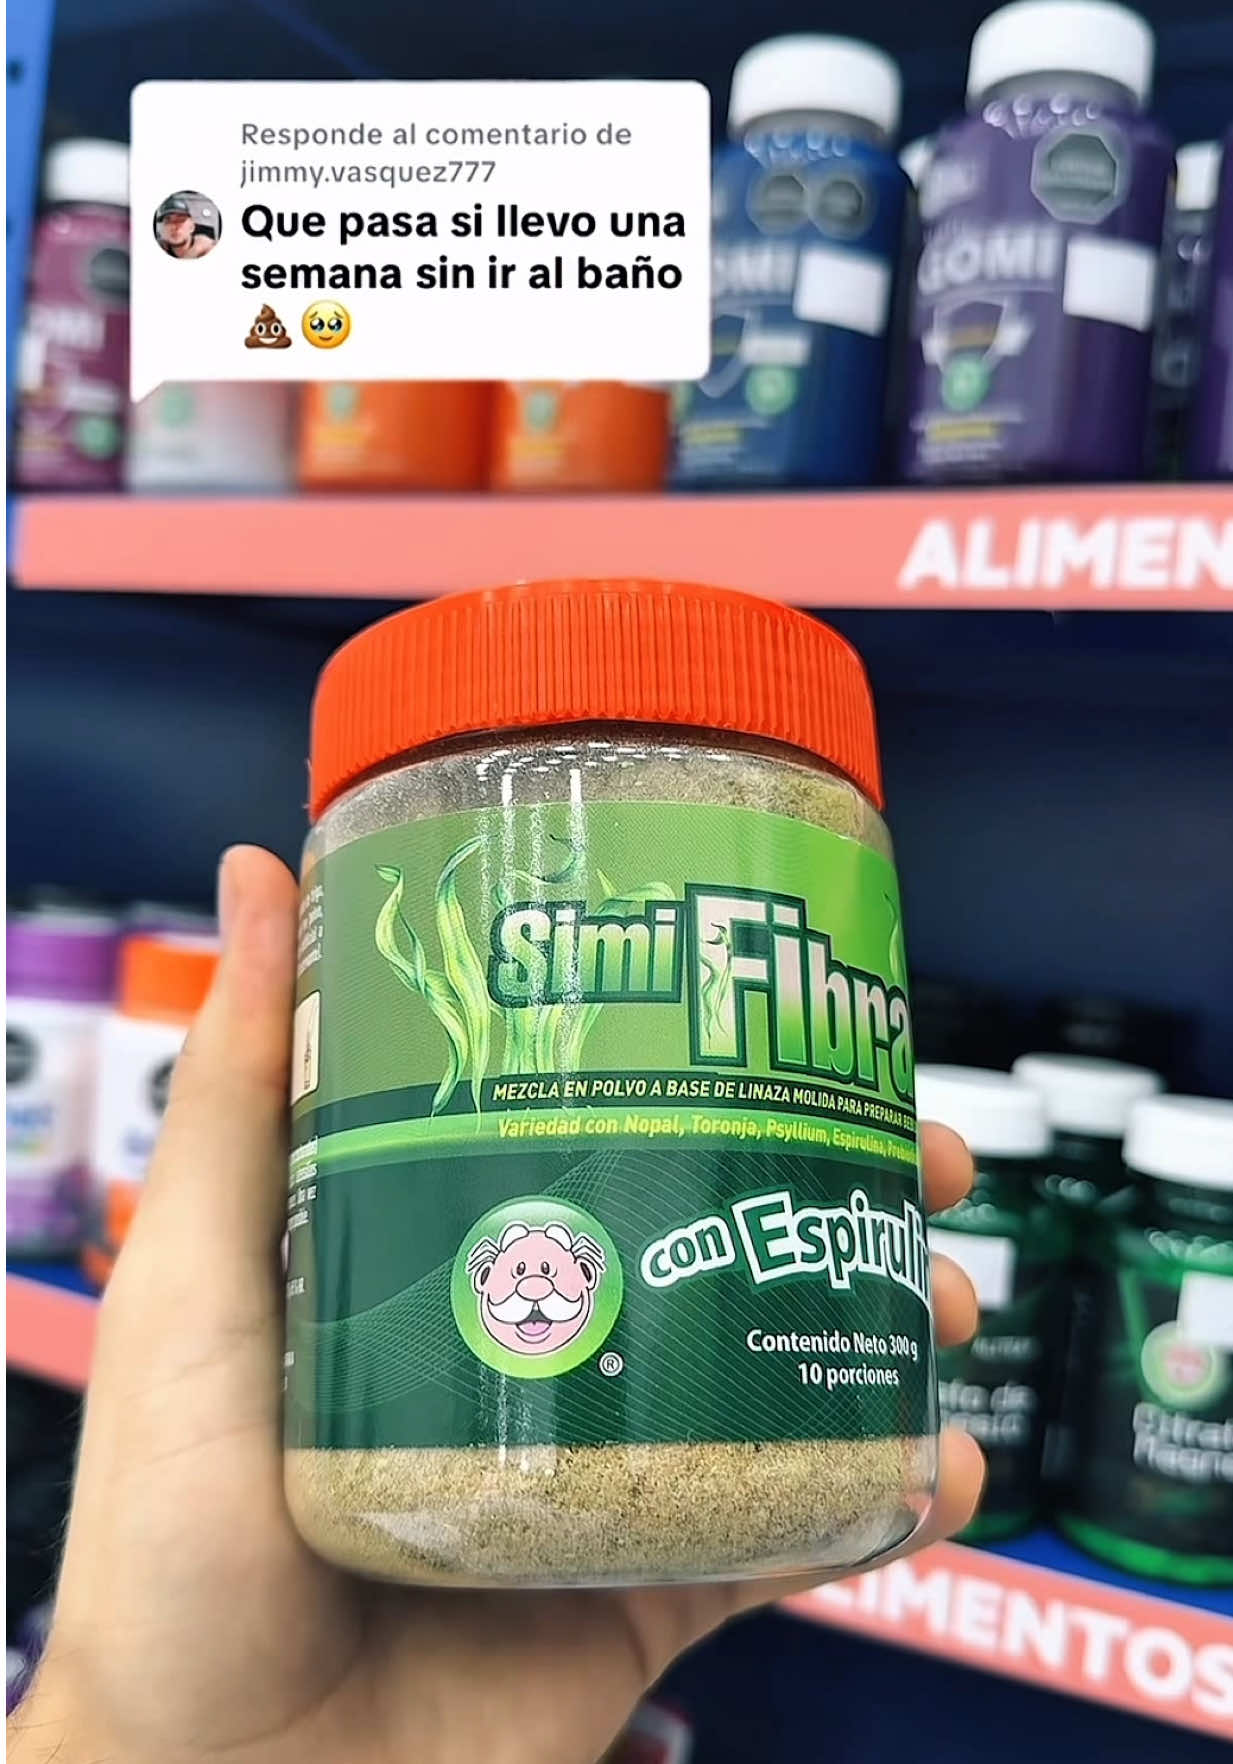 Responde al comentario de
jimmy.vasquez777
Que pasa si llevo una
semana sin ir al baño
💩🥹
ALIMEN
Simi Fibra
MEZCLA EN POLVO A BASE DE LINAZA MOLIDA PARA PREPARAR
Variedad con Nopal, Toronja, Psyllium, Espirulina,
con Espiruli
®
Contenido Neto 300 g
10 porciones
IMENTOS